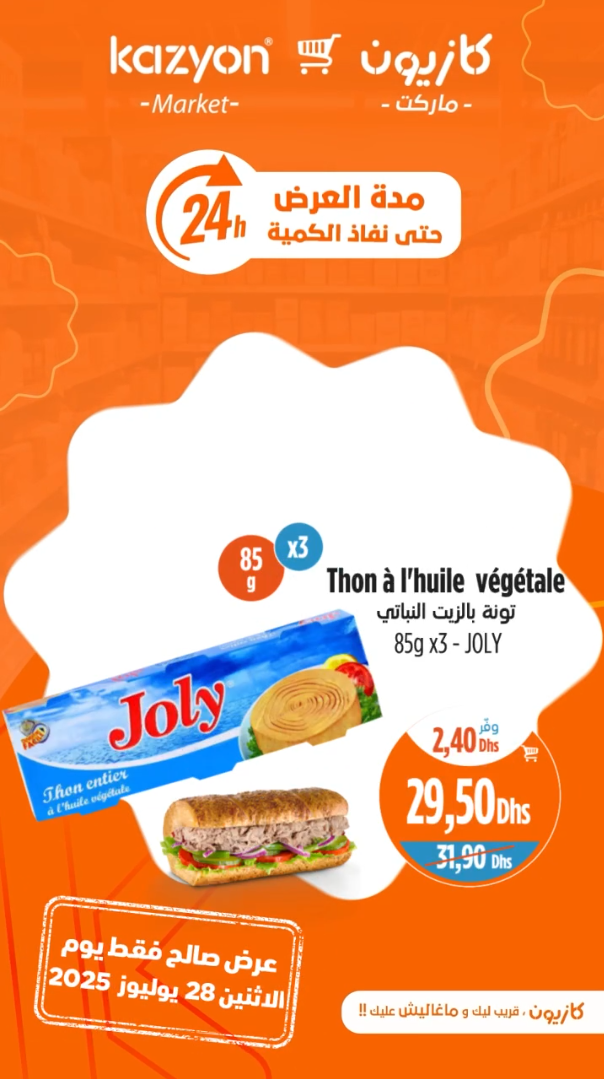 kazyon® كازيون
-Market- - ماركت -
24h مدة العرض
حتى نفاذ الكمية
85 g x3
Thon à l'huile végétale
تونة بالزيت النباتي
85g x3 - JOLY
Joly
Thon entier
à l'huile végétale
وفّر
2,40 Dhs
29,50 Dhs
31,90 Dhs
عرض صالح فقط يوم
الاثنين 28 يوليوز 2025
كازيون ، قريب ليك و ماغاليش عليك !!